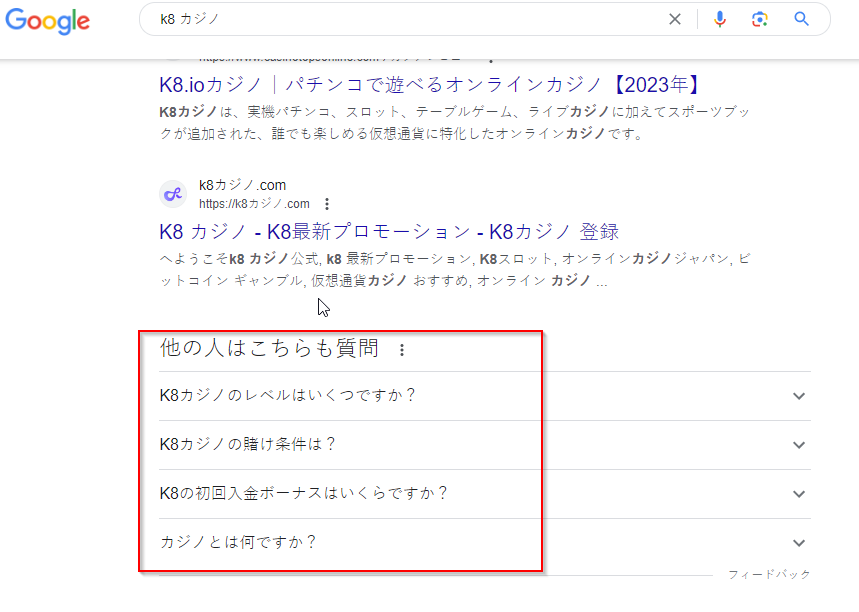 Google
k8 カジノ
K8.ioカジノ｜パチンコで遊べるオンラインカジノ【2023年】
K8カジノは、実機パチンコ、スロット、テーブルゲーム、ライブカジノに加えてスポーツブッ
クが追加された、誰でも楽しめる仮想通貨に特化したオンラインカジノです。
k8カジノ.com
https://k8カジノ.com
K8 カジノ - K8最新プロモーション - K8カジノ 登録
へようこそk8 カジノ公式, k8 最新プロモーション, K8スロット, オンラインカジノジャパン, ビ
ットコイン ギャンブル, 仮想通貨カジノ おすすめ, オンライン カジノ ...
他の人はこちらも質問
K8カジノのレベルはいくつですか？
K8カジノの賭け条件は？
K8の初回入金ボーナスはいくらですか？
カジノとは何ですか？
フィードバック